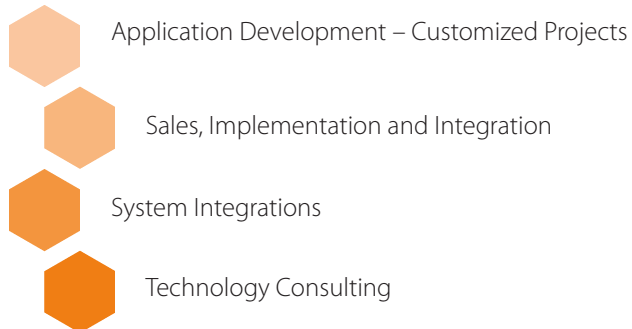 Application Development – Customized Projects
Sales, Implementation and Integration
System Integrations
Technology Consulting